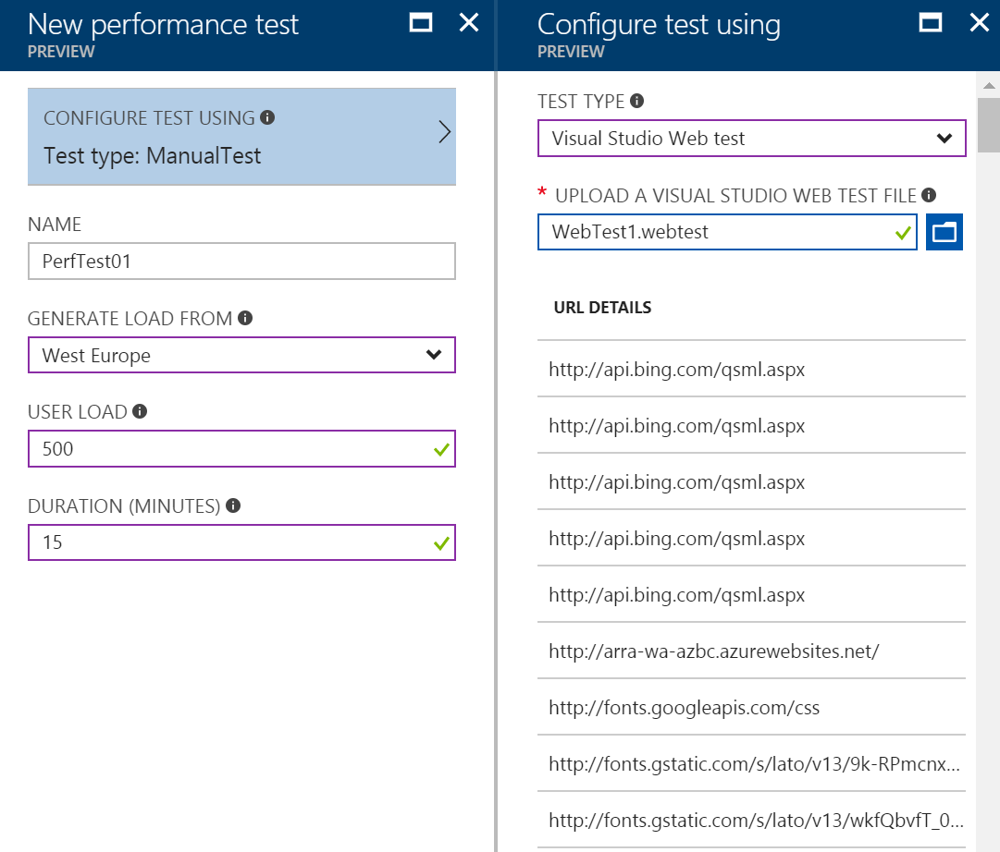 New performance test
PREVIEW
CONFIGURE TEST USING
Test type: ManualTest
NAME
PerfTest01
GENERATE LOAD FROM
West Europe
USER LOAD
500
DURATION (MINUTES)
15
Configure test using
PREVIEW
TEST TYPE
Visual Studio Web test
* UPLOAD A VISUAL STUDIO WEB TEST FILE
WebTest1.webtest
URL DETAILS
http://api.bing.com/qsml.aspx
http://api.bing.com/qsml.aspx
http://api.bing.com/qsml.aspx
http://api.bing.com/qsml.aspx
http://api.bing.com/qsml.aspx
http://arra-wa-azbc.azurewebsites.net/
http://fonts.googleapis.com/css
http://fonts.gstatic.com/s/lato/v13/9k-RPmcnx...
http://fonts.gstatic.com/s/lato/v13/wkfQbvfT_0...